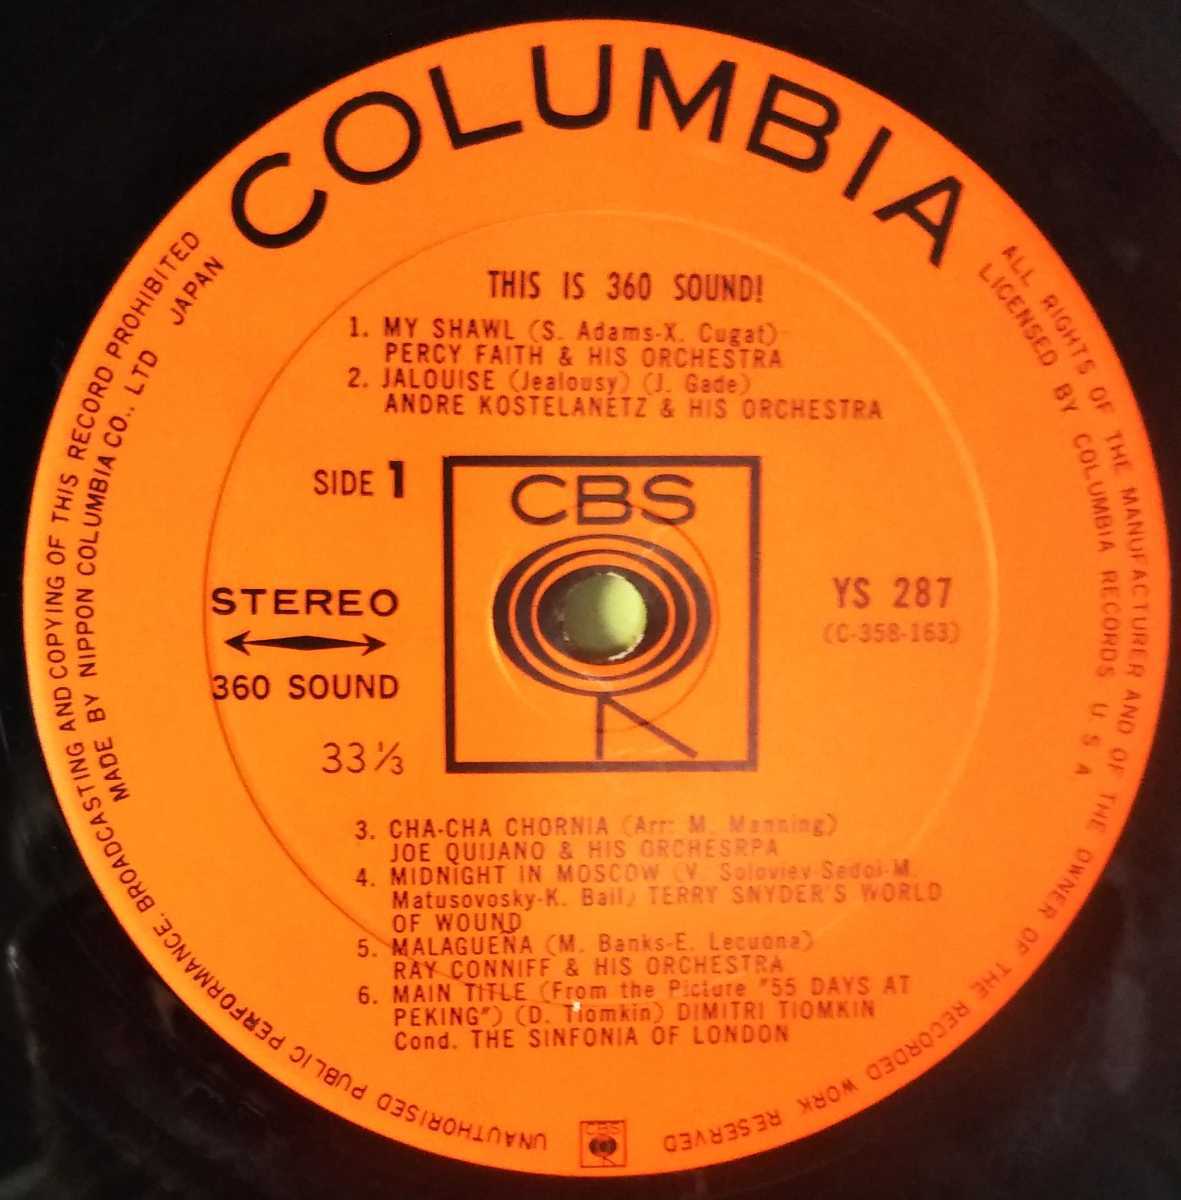 COLUMBIA
THIS IS 360 SOUND!
1. MY SHAWL (S. Adams-X. Cugat)
PERCY FAITH & HIS ORCHESTRA
2. JALOUISE (Jealousy) (J. Gade)
ANDRE KOSTELANETZ & HIS ORCHESTRA
SIDE 1
CBS
STEREO
360 SOUND
33 1/3
YS 287
(C-358-163)
3. CHA-CHA CHORNIA (Arr: M. Manning)
JOE QUIJANO & HIS ORCHESRPA
4. MIDNIGHT IN MOSCOW (V. Soloviev-Sedoi-M.
Matusovosky-K. Ball) TERRY SNYDER'S WORLD
OF WOUND
5. MALAGUEÑA (M. Banks-E. Lecuona)
RAY CONNIFF & HIS ORCHESTRA
6. MAIN TITLE (From the Picture "55 DAYS AT
PEKING") (D. Tiomkin) DIMITRI TIOMKIN
Cond. THE SINFONIA OF LONDON
UNAUTHORISED PUBLIC PERFORMANCE, BROADCASTING AND COPYING OF THIS RECORD PROHIBITED
MADE BY NIPPON COLUMBIA CO., LTD JAPAN
ALL RIGHTS OF THE MANUFACTURER AND OF THE OWNER OF THE RECORDED WORK RESERVED
LICENSED BY COLUMBIA RECORDS U S A
CBS